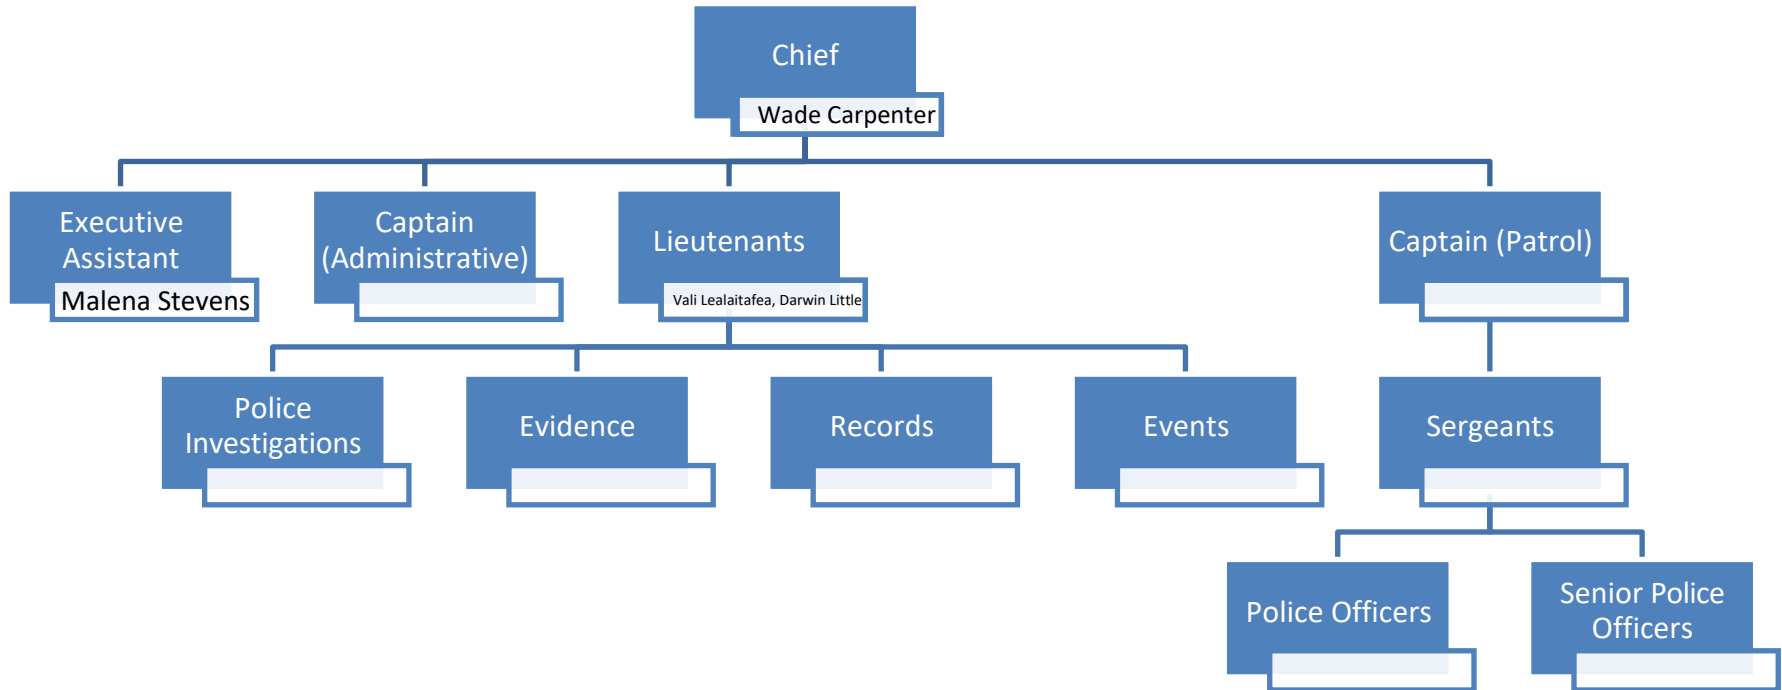 Chief
Wade Carpenter
Executive
Assistant
Malena Stevens
Captain
(Administrative)
Lieutenants
Vali Lealaitafea, Darwin Little
Captain (Patrol)
Police
Investigations
Evidence
Records
Events
Sergeants
Police Officers
Senior Police
Officers